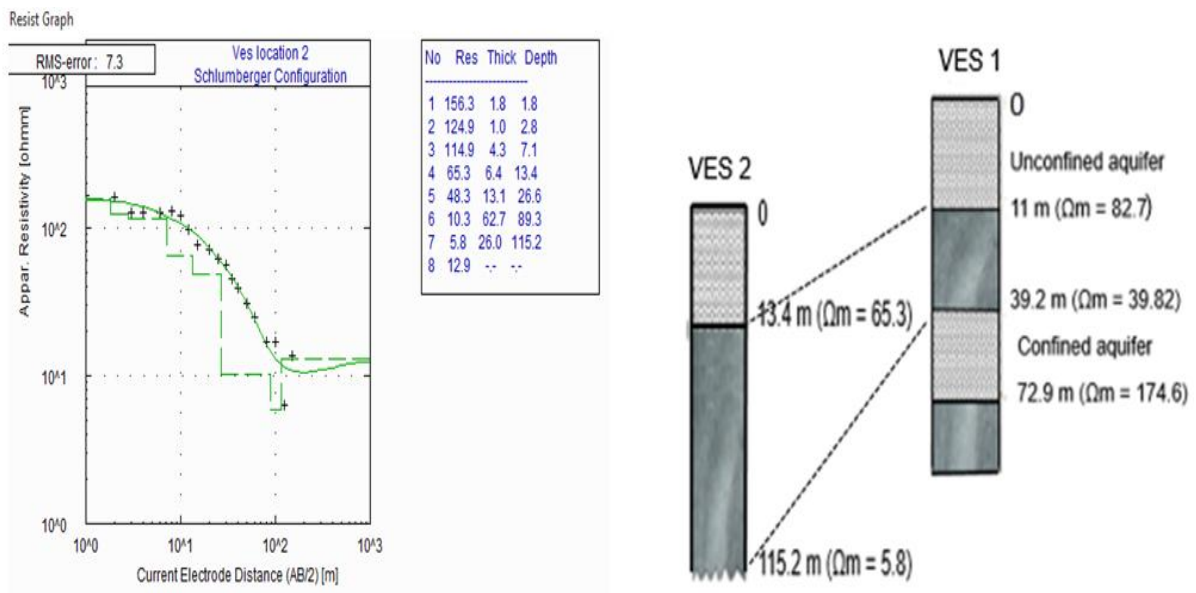 Resist Graph
RMS-error : 7.3
Ves location 2
Schlumberger Configuration
10^3
10^2
10^1
10^0
Appar. Resistivity [ohmm]
10^0 10^1 10^2 10^3
Current Electrode Distance (AB/2) [m]
No Res Thick Depth
1 156.3 1.8 1.8
2 124.9 1.0 2.8
3 114.9 4.3 7.1
4 65.3 6.4 13.4
5 48.3 13.1 26.6
6 10.3 62.7 89.3
7 5.8 26.0 115.2
8 12.9 -.- -.-
VES 2
0
13.4 m (Ωm = 65.3)
115.2 m (Ωm = 5.8)
VES 1
0
Unconfined aquifer
11 m (Ωm = 82.7)
39.2 m (Ωm = 39.82)
Confined aquifer
72.9 m (Ωm = 174.6)